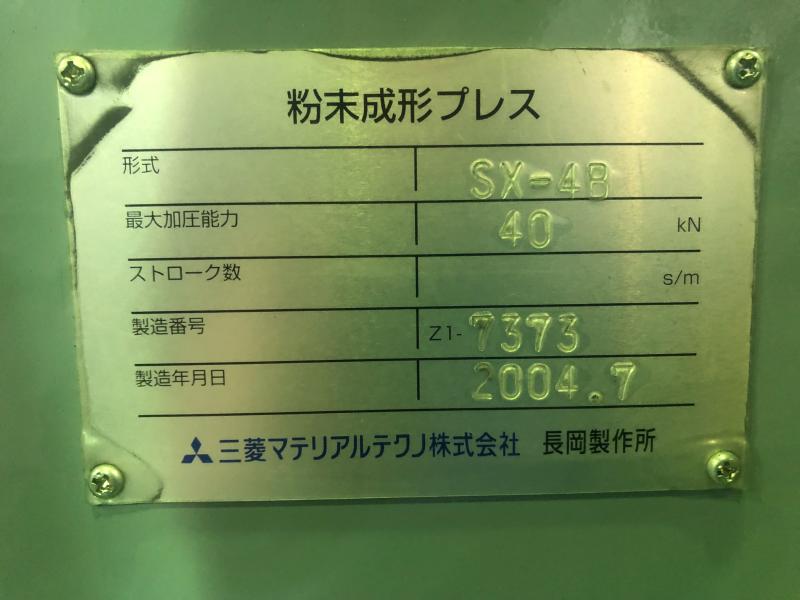 粉末成形プレス
形式 SX-4B
最大加圧能力 40 kN
ストローク数 s/m
製造番号 Z1-7373
製造年月日 2004.7
三菱マテリアルテクノ株式会社 長岡製作所